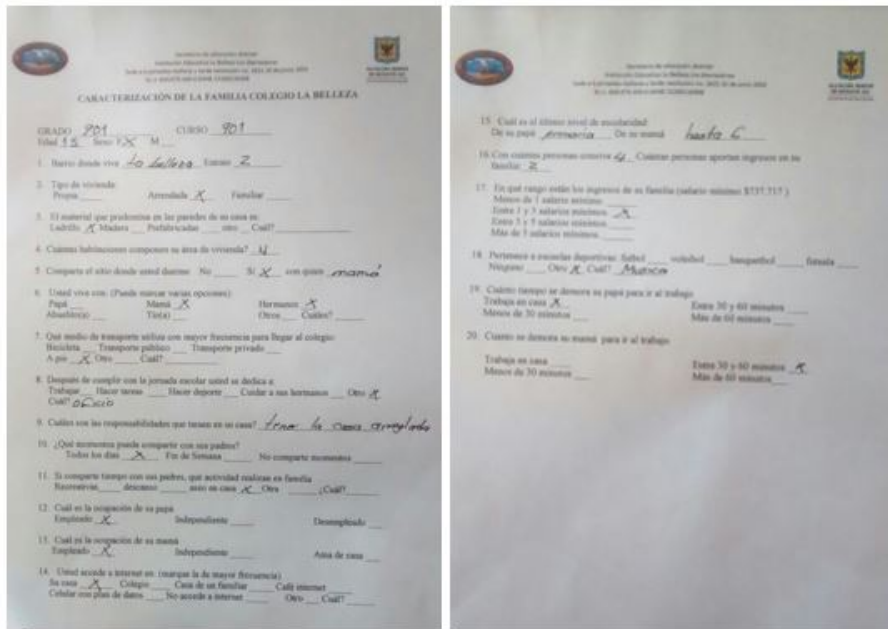 CARACTERIZACIÓN DE LA FAMILIA COLEGIO LA BELLEZA
GRADO 901 CURSO 901
Edad 15 Sexo F X M
1. Barrio donde vive La belleza Estrato 2
2. Tipo de vivienda:
Propia Arrendada X Familiar
3. El material que predomina en las paredes de su casa es:
Ladrillo X Madera Prefabricadas otro Cuál?
4. Cuántas habitaciones componen su área de vivienda? 4
5. Comparte el sitio donde usted duerme: No Sí X con quien mamá
6. Usted vive con: (Puede marcar varias opciones)
Papá Mamá X Hermanos X
Abuelos(a) Tío(a) Otros Cuáles?
7. Qué medio de transporte utiliza con mayor frecuencia para llegar al colegio:
Bicicleta Transporte público Transporte privado
A pie X Otro Cuál?
8. Después de cumplir con la jornada escolar usted se dedica a:
Trabajar Hacer tareas Hacer deporte Cuidar a sus hermanos Otro X
Cuál? oficio
9. Cuáles son las responsabilidades que tienen en su casa? tener la casa arreglada
10. ¿Qué momentos puede compartir con sus padres?
Todos los días X Fin de Semana No comparte momentos
11. Si comparte tiempo con sus padres, que actividad realizan en familia
Recreativas descanso aseo en casa X Otra ¿Cuál?
12. Cuál es la ocupación de su papá
Empleado X Independiente Desempleado
13. Cuál es la ocupación de su mamá
Empleado X Independiente Ama de casa
14. Usted accede a internet en: (marque la de mayor frecuencia)
Su casa X Colegio Casa de un familiar Café internet
Celular con plan de datos No accede a internet Otro Cuál?
15. Cuál es el último nivel de escolaridad:
De su papá primaria De su mamá hasta 6
16. Con cuántas personas convive 4 Cuántas personas aportan ingresos en su
familia: 2
17. En qué rango están los ingresos de su familia (salario mínimo $737.717)
Menos de 1 salario mínimo
Entre 1 y 3 salarios mínimos X
Entre 3 y 5 salarios mínimos
Más de 5 salarios mínimos
18. Pertenece a escuelas deportivas: futbol voleibol basquetbol
Ninguno Otro X Cuál? Musica
19. Cuánto tiempo se demora su papá para ir al trabajo
Trabaja en casa X Entre 30 y 60 minutos
Menos de 30 minutos Más de 60 minutos
20. Cuanto se demora su mamá para ir al trabajo
Trabaja en casa Entre 30 y 60 minutos X
Menos de 30 minutos Más de 60 minutos